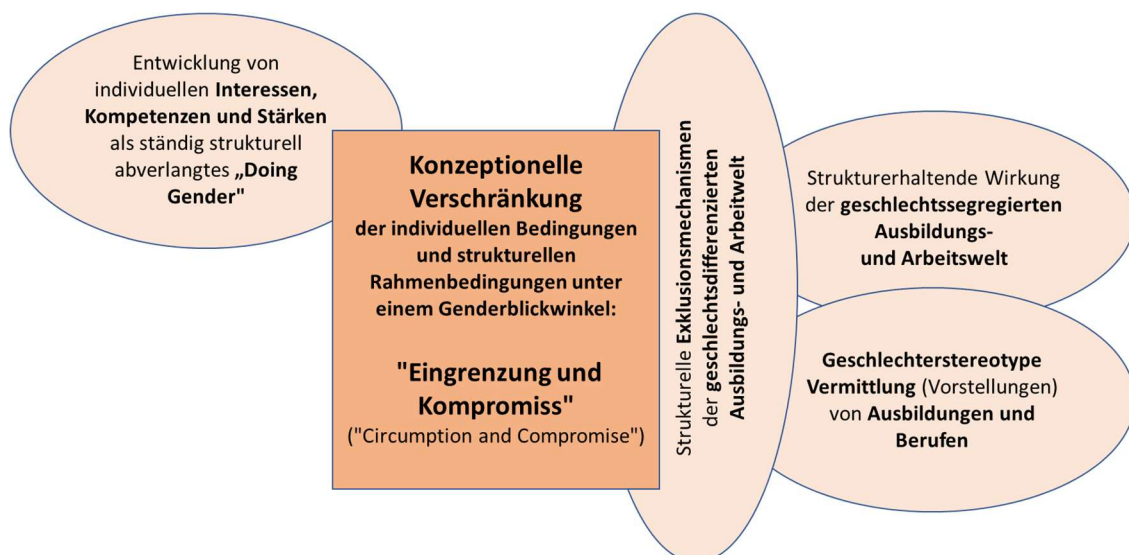 Entwicklung von
individuellen Interessen,
Kompetenzen und Stärken
als ständig strukturell
abverlangtes „Doing
Gender"
Konzeptionelle
Verschränkung
der individuellen Bedingungen
und strukturellen
Rahmenbedingungen unter
einem Genderblickwinkel:
"Eingrenzung und
Kompromiss"
("Circumption and Compromise")
Strukturelle Exklusionsmechanismen
der geschlechtsdifferenzierten
Ausbildungs- und Arbeitwelt
Strukturerhaltende Wirkung
der geschlechtssegregierten
Ausbildungs-
und Arbeitswelt
Geschlechterstereotype
Vermittlung (Vorstellungen)
von Ausbildungen und
Berufen